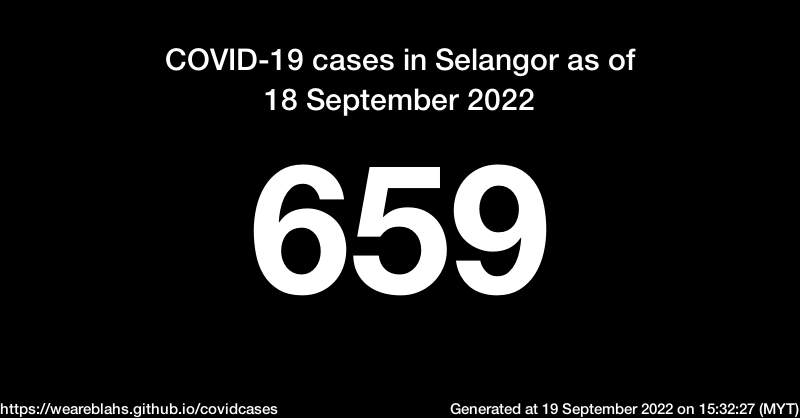 COVID-19 cases in Selangor as of
18 September 2022
659
https://weareblahs.github.io/covidcases
Generated at 19 September 2022 on 15:32:27 (MYT)